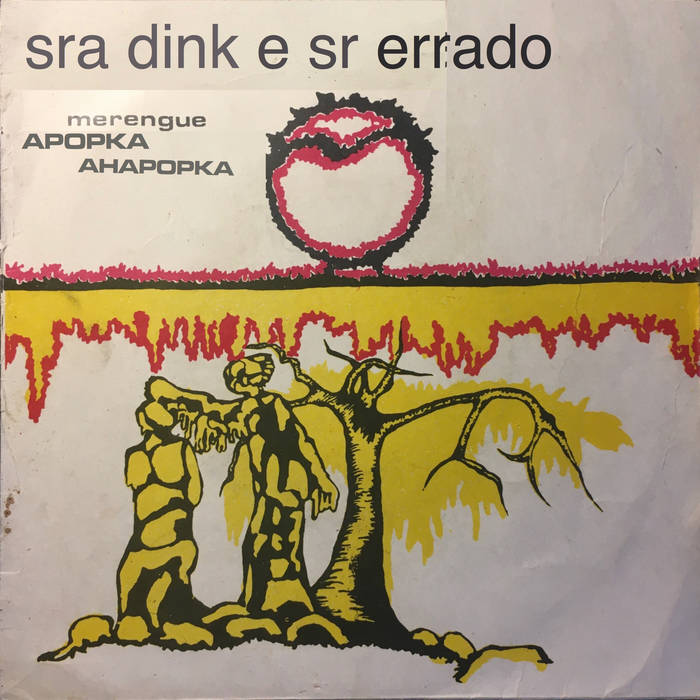 sra dink e sr errado
merengue
APOPKA
AHAPOPKA